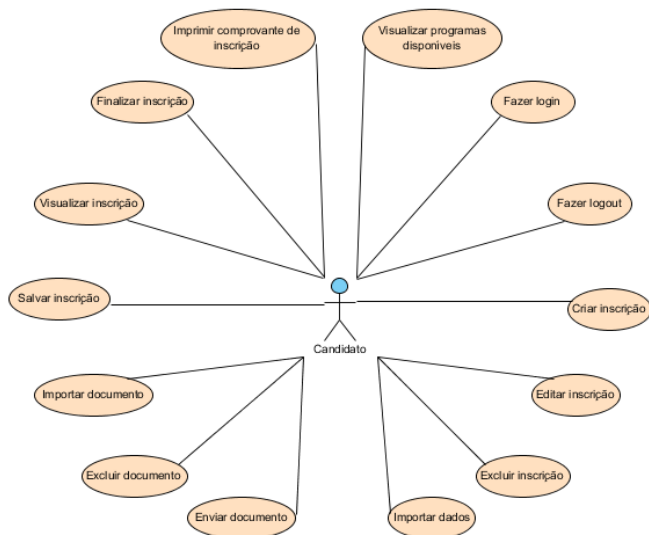 Imprimir comprovante de
inscrição
Visualizar programas
disponiveis
Finalizar inscrição
Fazer login
Visualizar inscrição
Fazer logout
Salvar inscrição
Criar inscrição
Candidato
Importar documento
Editar inscrição
Excluir documento
Excluir inscrição
Enviar documento
Importar dados